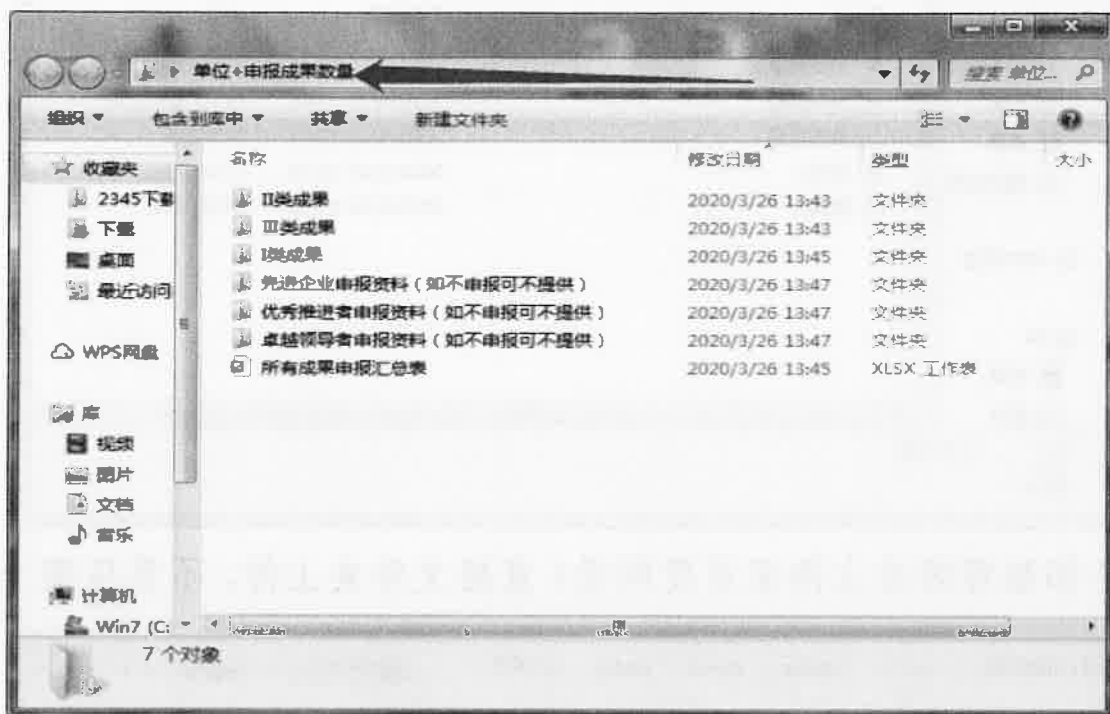 单位+申报成果数量
搜索 单位...
组织 包含到库中 共享 新建文件夹
名称 修改日期 类型 大小
收藏夹
2345下载
下载
桌面
最近访问
WPS网盘
库
视频
图片
文档
音乐
计算机
Win7 (C:
II类成果 2020/3/26 13:43 文件夹
III类成果 2020/3/26 13:43 文件夹
I类成果 2020/3/26 13:45 文件夹
先进企业申报资料(如不申报可不提供) 2020/3/26 13:47 文件夹
优秀推进者申报资料(如不申报可不提供) 2020/3/26 13:47 文件夹
卓越领导者申报资料(如不申报可不提供) 2020/3/26 13:47 文件夹
所有成果申报汇总表 2020/3/26 13:45 XLSX 工作表
7 个对象